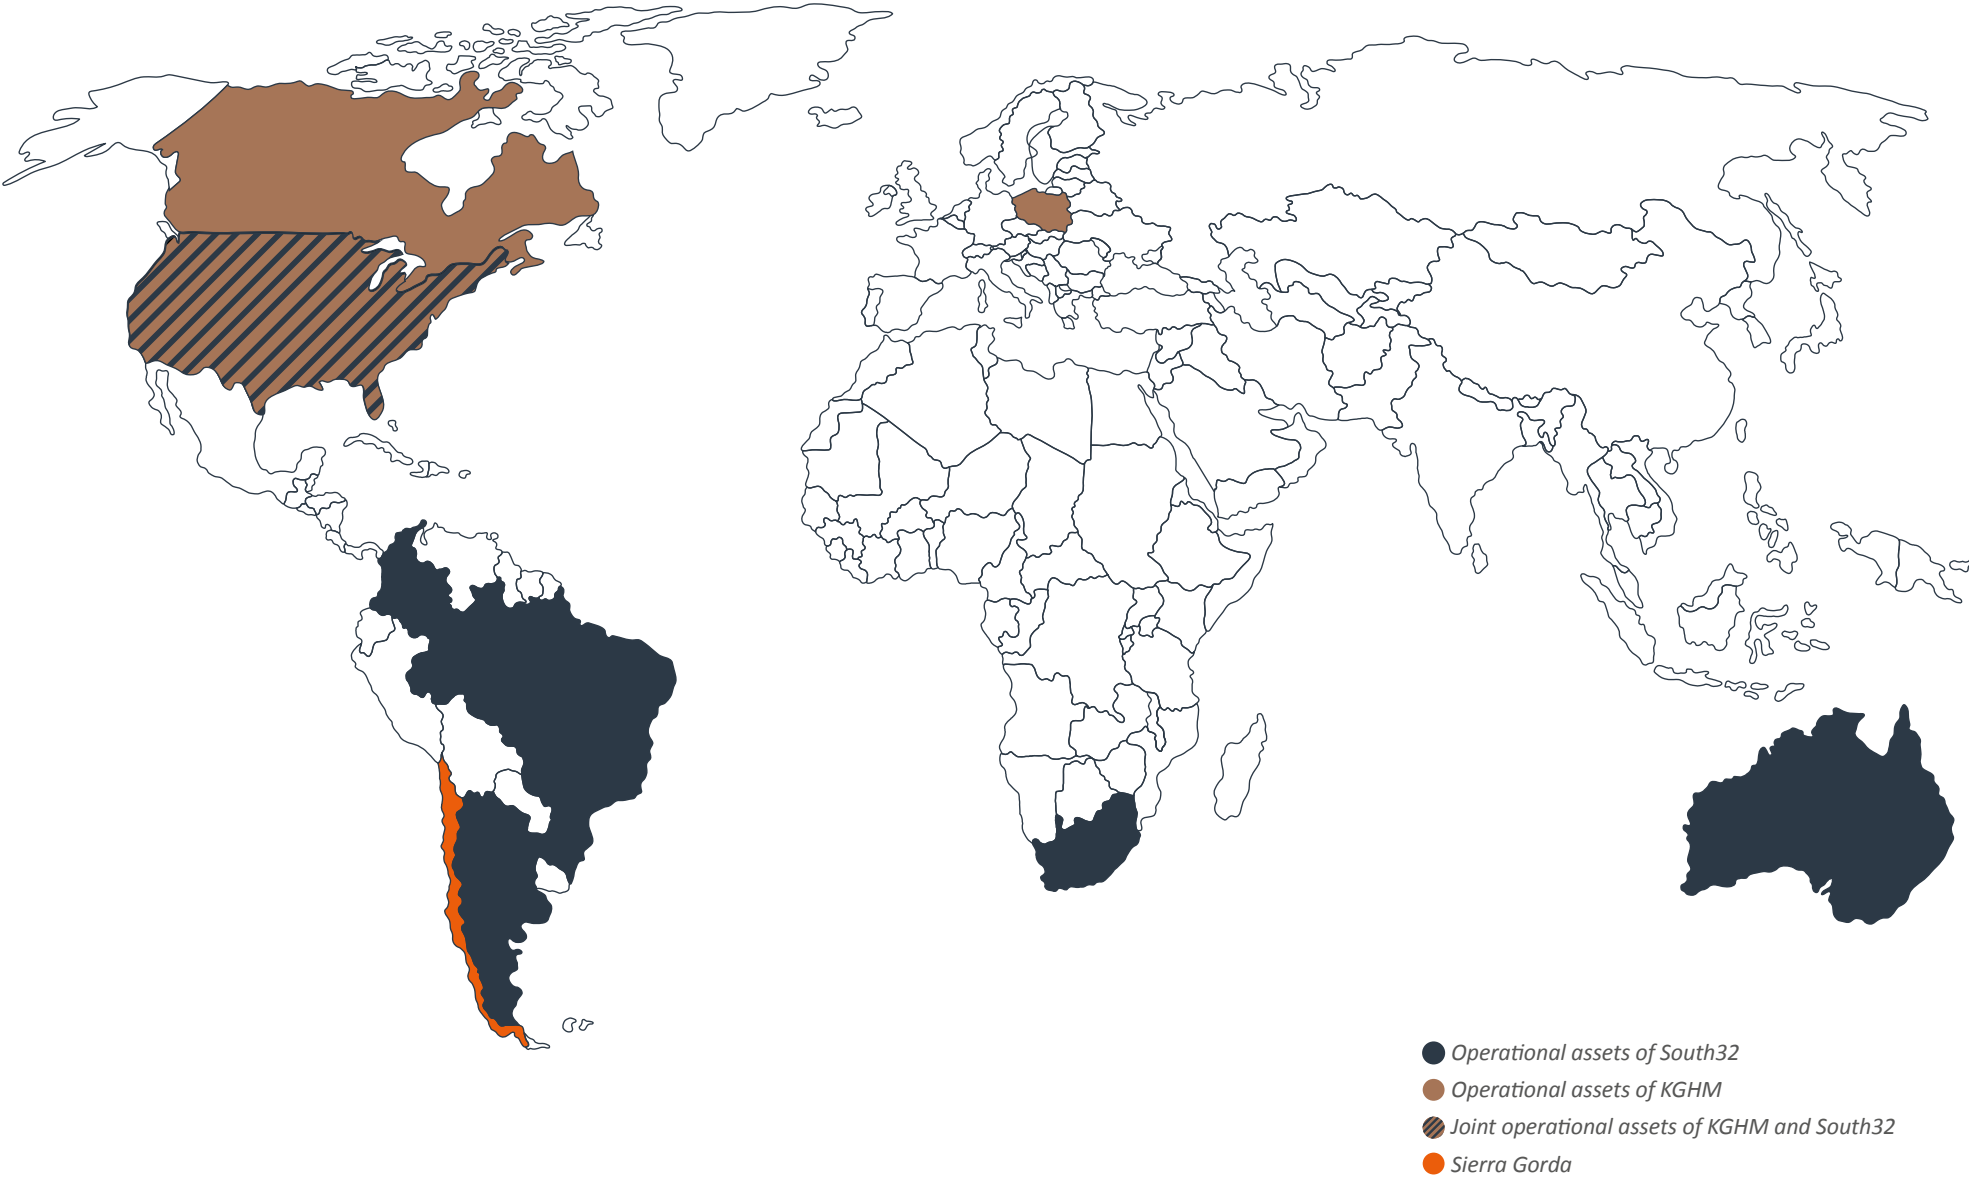 Operational assets of South32
Operational assets of KGHM
Joint operational assets of KGHM and South32
Sierra Gorda